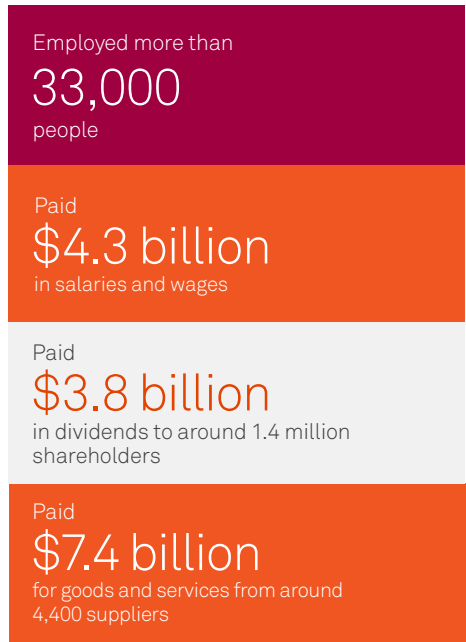 Employed more than
33,000
people
Paid
$4.3 billion
in salaries and wages
Paid
$3.8 billion
in dividends to around 1.4 million
shareholders
Paid
$7.4 billion
for goods and services from around
4,400 suppliers